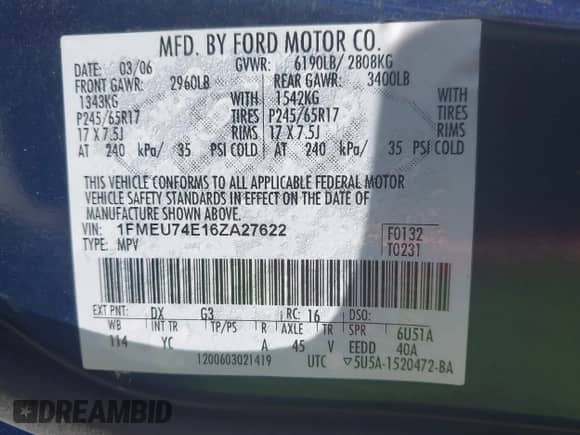 MFD. BY FORD MOTOR CO.
DATE: 03/06 GVWR: 6190LB/ 2808KG
FRONT GAWR: 2960LB REAR GAWR: 3400LB
1343KG WITH 1542KG WITH
P245/65R17 TIRES P245/65R17 TIRES
17 X 7.5J RIMS 17 X 7.5J RIMS
AT 240 kPa/ 35 PSI COLD AT 240 kPa/ 35 PSI COLD
THIS VEHICLE CONFORMS TO ALL APPLICABLE FEDERAL MOTOR
VEHICLE SAFETY STANDARDS IN EFFECT ON THE DATE OF
MANUFACTURE SHOWN ABOVE.
VIN: 1FMEU74E16ZA27622 F0132
TYPE: MPV T0231
EXT PNT: DX G3 RC: 16 DSO:
WB INT TR TP/PS R AXLE TR SPR 6U51A
114 YC A 45 V EEDD 40A
1200603021419 UTC ▽5U5A-1520472-BA
DREAMBID